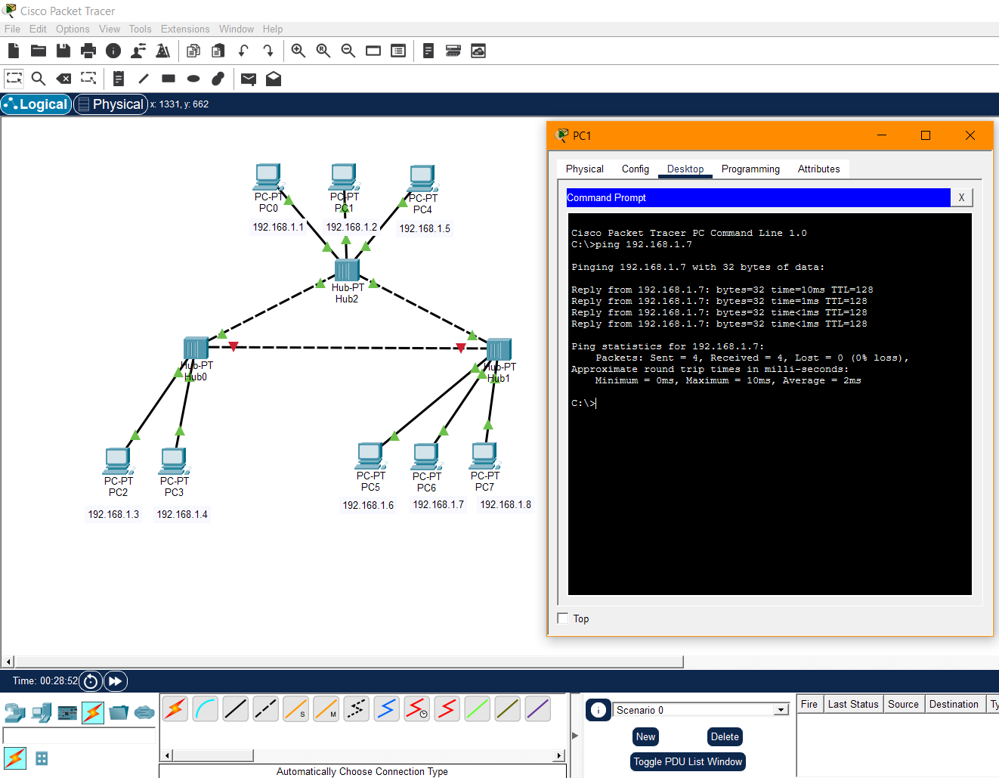 Cisco Packet Tracer
File Edit Options View Tools Extensions Window Help
Logical Physical x: 1331, y: 662
PC-PT
PC0
192.168.1.1
PC-PT
PC1
192.168.1.2
PC-PT
PC4
192.168.1.5
Hub-PT
Hub2
Hub-PT
Hub0
Hub-PT
Hub1
PC-PT
PC2
192.168.1.3
PC-PT
PC3
192.168.1.4
PC-PT
PC5
192.168.1.6
PC-PT
PC6
192.168.1.7
PC-PT
PC7
192.168.1.8
PC1
Physical Config Desktop Programming Attributes
Command Prompt X
Cisco Packet Tracer PC Command Line 1.0
C:\>ping 192.168.1.7
Pinging 192.168.1.7 with 32 bytes of data:
Reply from 192.168.1.7: bytes=32 time=10ms TTL=128
Reply from 192.168.1.7: bytes=32 time=1ms TTL=128
Reply from 192.168.1.7: bytes=32 time<1ms TTL=128
Reply from 192.168.1.7: bytes=32 time<1ms TTL=128
Ping statistics for 192.168.1.7:
Packets: Sent = 4, Received = 4, Lost = 0 (0% loss),
Approximate round trip times in milli-seconds:
Minimum = 0ms, Maximum = 10ms, Average = 2ms
C:\>
Top
Time: 00:28:52
S M
Automatically Choose Connection Type
Scenario 0
New Delete
Toggle PDU List Window
Fire Last Status Source Destination Ty